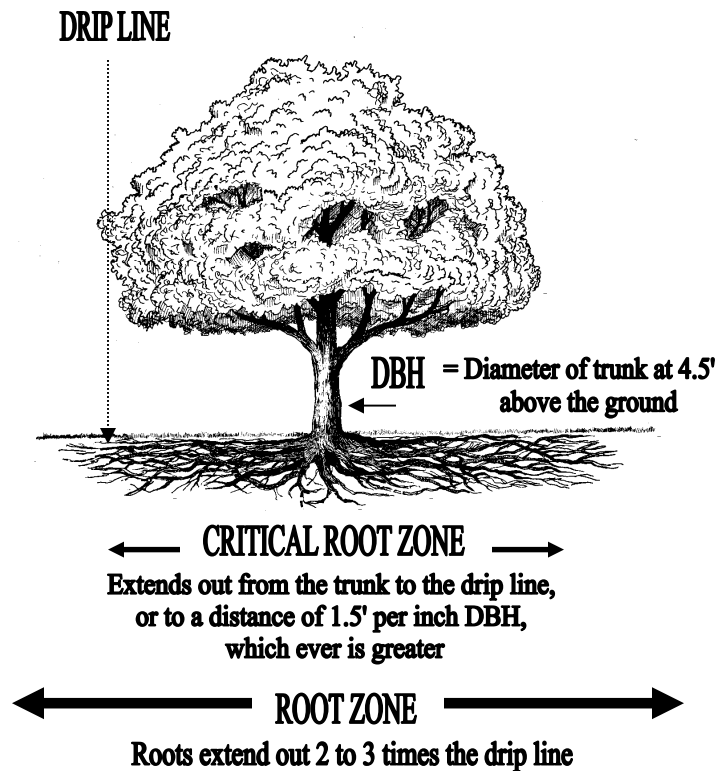 DRIP LINE
DBH = Diameter of trunk at 4.5'
above the ground
CRITICAL ROOT ZONE
Extends out from the trunk to the drip line,
or to a distance of 1.5' per inch DBH,
which ever is greater
ROOT ZONE
Roots extend out 2 to 3 times the drip line